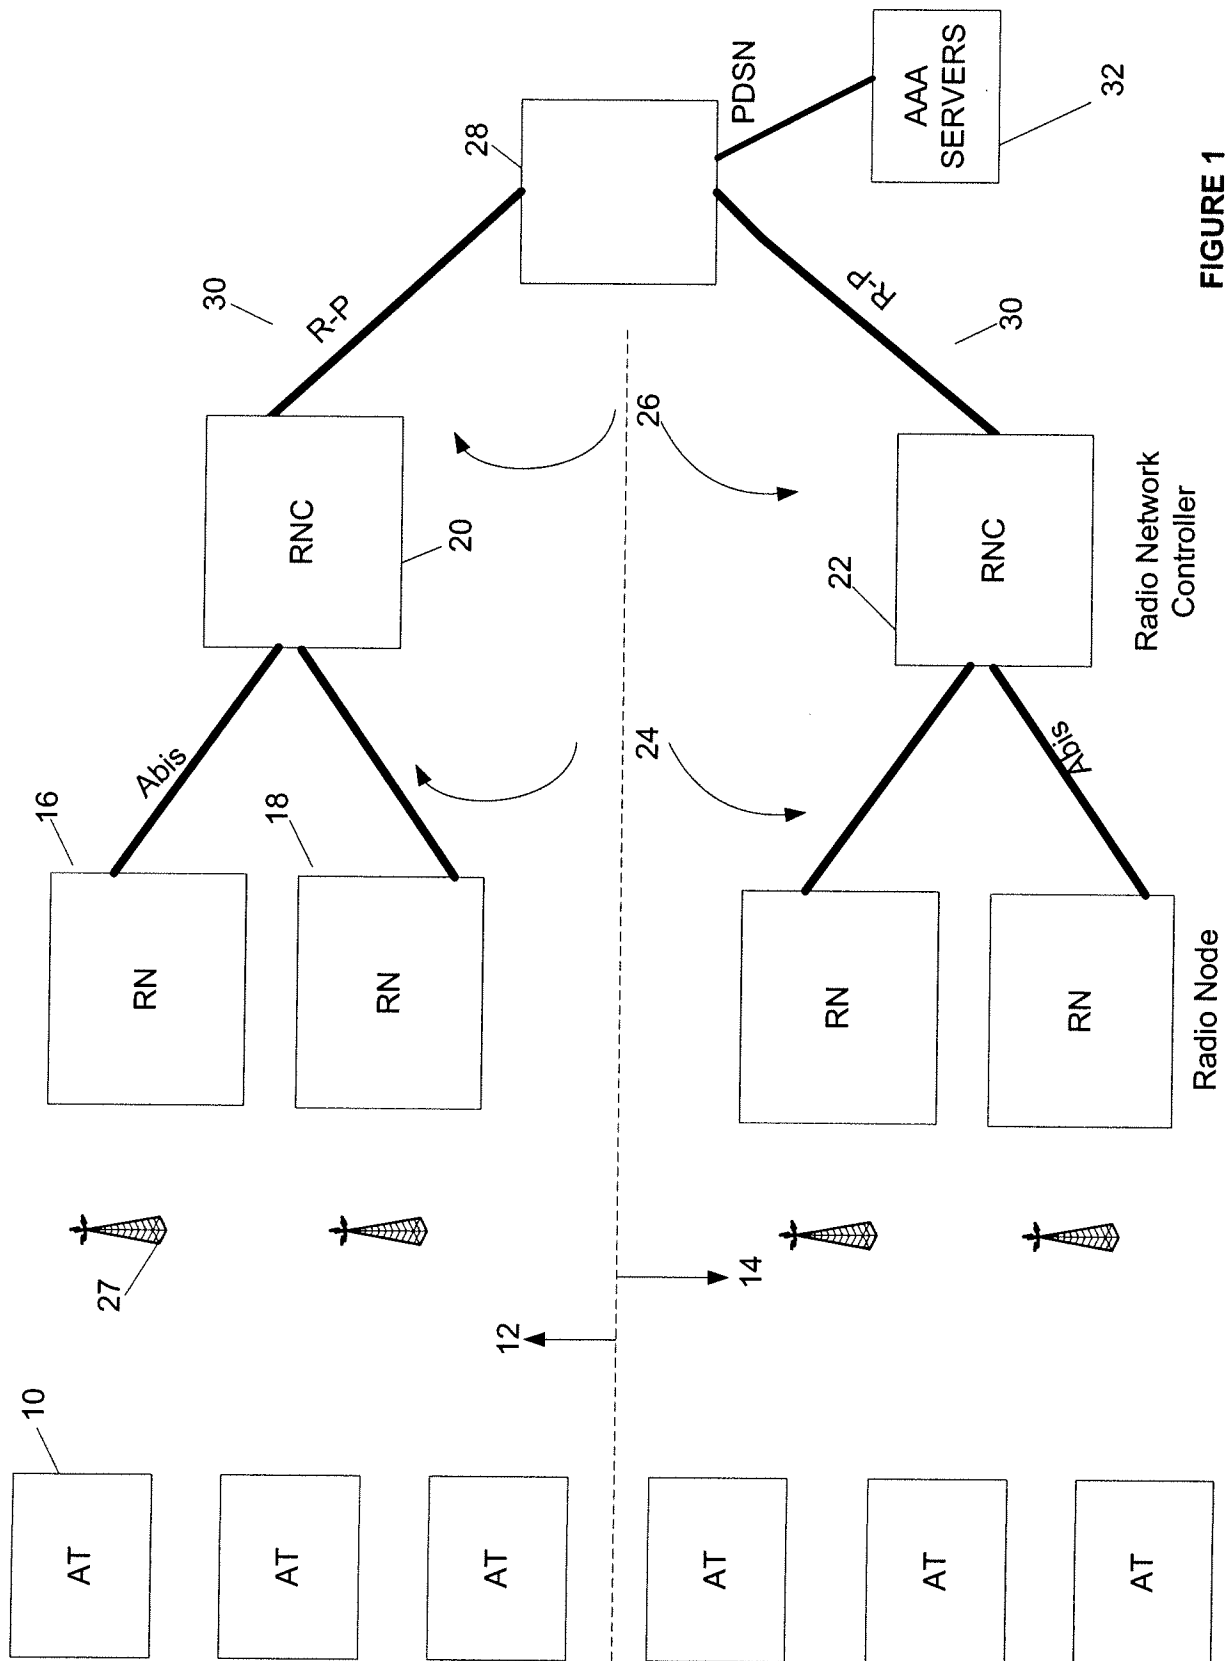 10
16
AT
27
RN
Abis
30
18
AT
RNC
R-P
RN
20
28
AT
12
24
26
AT
14
PDSN
RN
22
R-P
AAA
SERVERS
AT
RNC
30
RN
Abis
32
AT
Radio Network
Controller
Radio Node
FIGURE 1